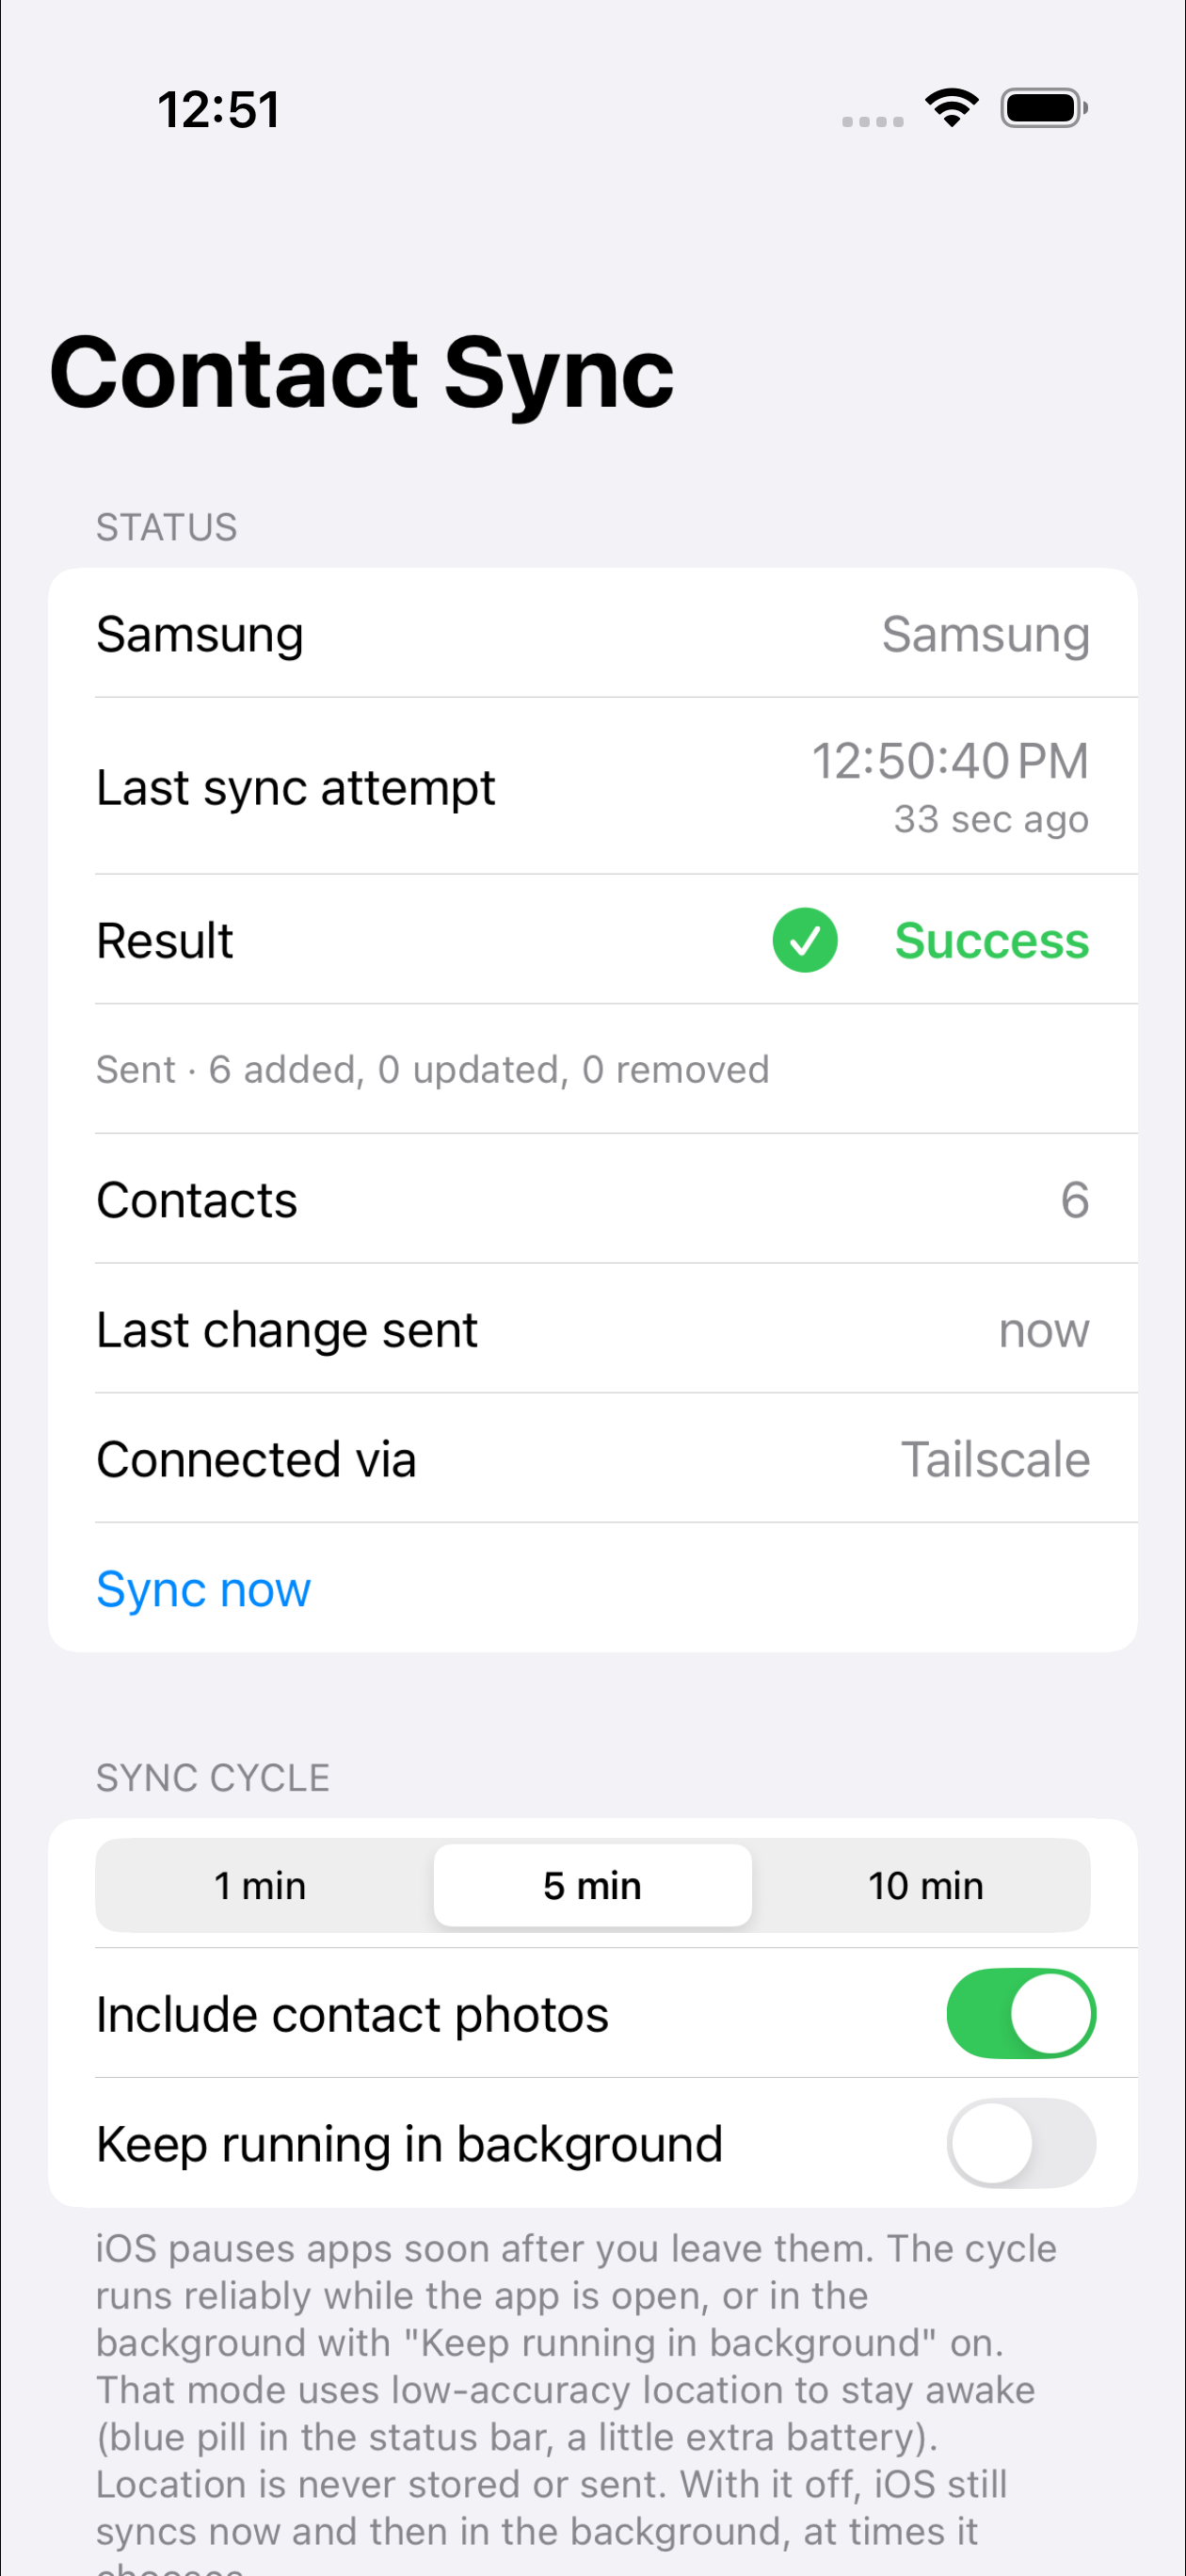 12:51
Contact Sync
STATUS
Samsung Samsung
Last sync attempt 12:50:40 PM
33 sec ago
Result Success
Sent · 6 added, 0 updated, 0 removed
Contacts 6
Last change sent now
Connected via Tailscale
Sync now
SYNC CYCLE
1 min 5 min 10 min
Include contact photos
Keep running in background
iOS pauses apps soon after you leave them. The cycle
runs reliably while the app is open, or in the
background with "Keep running in background" on.
That mode uses low-accuracy location to stay awake
(blue pill in the status bar, a little extra battery).
Location is never stored or sent. With it off, iOS still
syncs now and then in the background, at times it